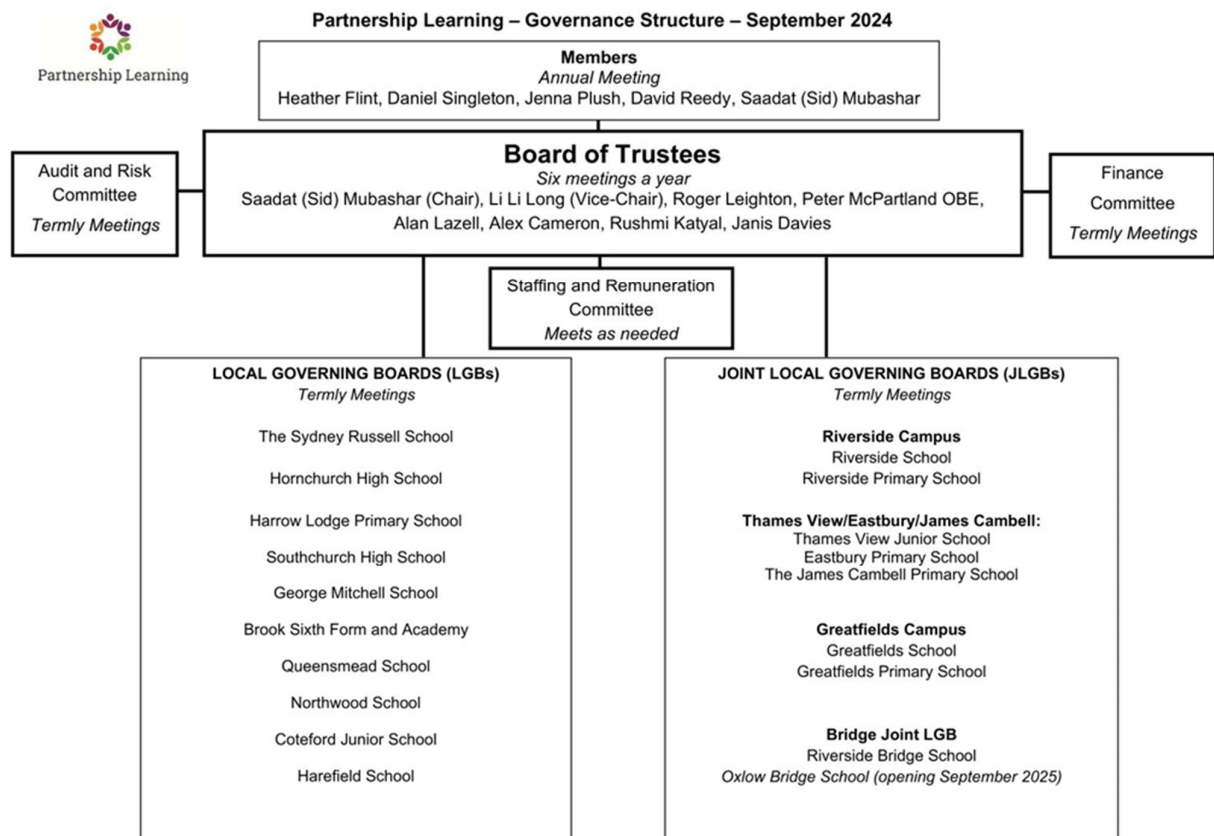 Partnership Learning – Governance Structure – September 2024
Partnership Learning
Members
Annual Meeting
Heather Flint, Daniel Singleton, Jenna Plush, David Reedy, Saadat (Sid) Mubashar
Audit and Risk
Committee
Termly Meetings
Board of Trustees
Six meetings a year
Saadat (Sid) Mubashar (Chair), Li Li Long (Vice-Chair), Roger Leighton, Peter McPartland OBE,
Alan Lazell, Alex Cameron, Rushmi Katyal, Janis Davies
Finance
Committee
Termly Meetings
Staffing and Remuneration
Committee
Meets as needed
LOCAL GOVERNING BOARDS (LGBs)
Termly Meetings
The Sydney Russell School
Hornchurch High School
Harrow Lodge Primary School
Southchurch High School
George Mitchell School
Brook Sixth Form and Academy
Queensmead School
Northwood School
Coteford Junior School
Harefield School
JOINT LOCAL GOVERNING BOARDS (JLGBs)
Termly Meetings
Riverside Campus
Riverside School
Riverside Primary School
Thames View/Eastbury/James Cambell:
Thames View Junior School
Eastbury Primary School
The James Cambell Primary School
Greatfields Campus
Greatfields School
Greatfields Primary School
Bridge Joint LGB
Riverside Bridge School
Oxlow Bridge School (opening September 2025)